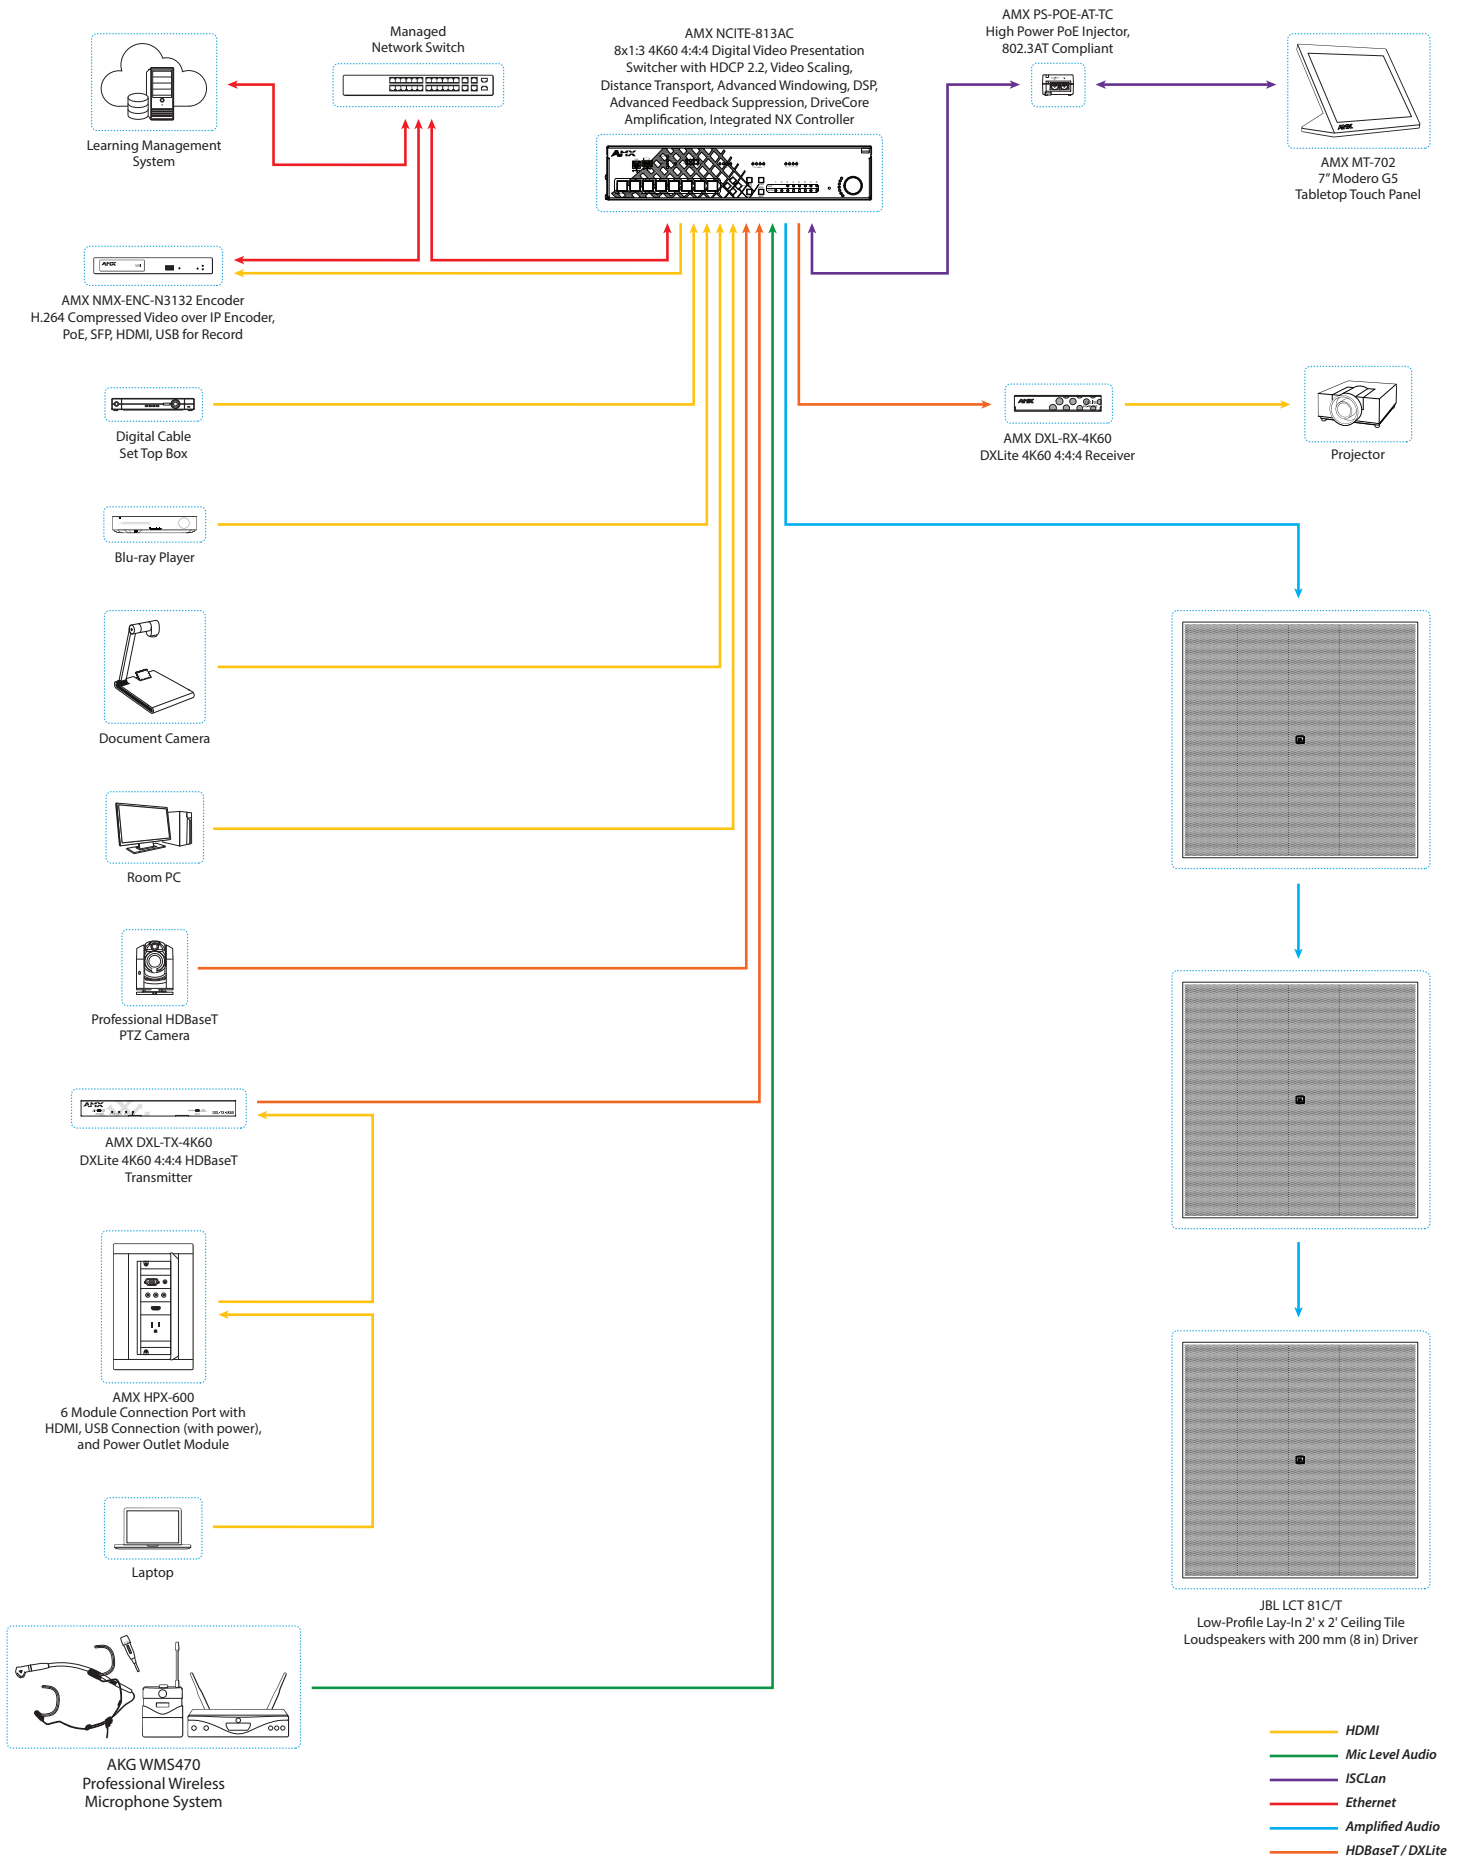 Managed
Network Switch
Learning Management
System
AMX NCITE-813AC
8x1:3 4K60 4:4:4 Digital Video Presentation
Switcher with HDCP 2.2, Video Scaling,
Distance Transport, Advanced Windowing, DSP,
Advanced Feedback Suppression, DriveCore
Amplification, Integrated NX Controller
AMX
AMX PS-POE-AT-TC
High Power PoE Injector,
802.3AT Compliant
AMX
AMX MT-702
7" Modero G5
Tabletop Touch Panel
AMX
AMX NMX-ENC-N3132 Encoder
H.264 Compressed Video over IP Encoder,
PoE, SFP, HDMI, USB for Record
Digital Cable
Set Top Box
AMX
AMX DXL-RX-4K60
DXLite 4K60 4:4:4 Receiver
Projector
Blu-ray Player
Document Camera
Room PC
Professional HDBaseT
PTZ Camera
AMX
DXL-TX-4K60
AMX DXL-TX-4K60
DXLite 4K60 4:4:4 HDBaseT
Transmitter
AMX HPX-600
6 Module Connection Port with
HDMI, USB Connection (with power),
and Power Outlet Module
Laptop
JBL LCT 81C/T
Low-Profile Lay-In 2' x 2' Ceiling Tile
Loudspeakers with 200 mm (8 in) Driver
AKG WMS470
Professional Wireless
Microphone System
HDMI
Mic Level Audio
ISCLan
Ethernet
Amplified Audio
HDBaseT / DXLite